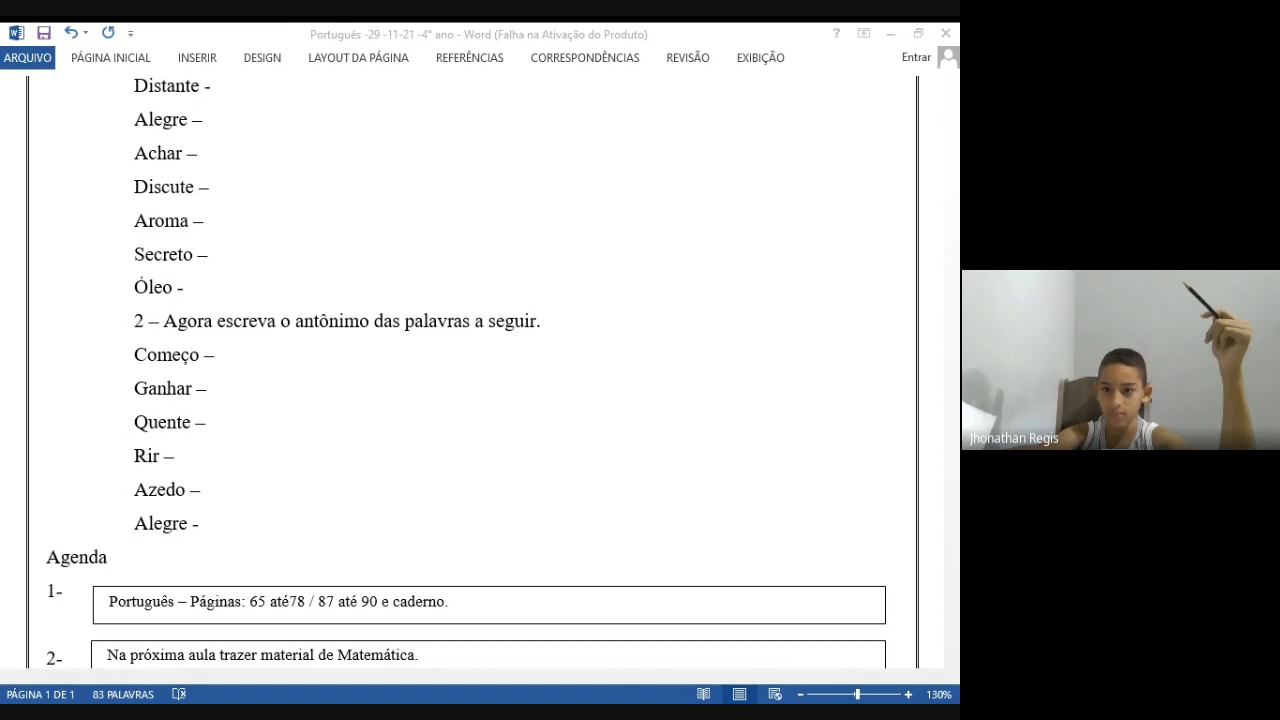 Português -29 -11-21 -4° ano - Word (Falha na Ativação do Produto)
ARQUIVO PÁGINA INICIAL INSERIR DESIGN LAYOUT DA PÁGINA REFERÊNCIAS CORRESPONDÊNCIAS REVISÃO EXIBIÇÃO Entrar
Distante -
Alegre –
Achar –
Discute –
Aroma –
Secreto –
Óleo -
2 – Agora escreva o antônimo das palavras a seguir.
Começo –
Ganhar –
Quente –
Rir –
Azedo –
Alegre -
Agenda
1- Português – Páginas: 65 até78 / 87 até 90 e caderno.
2- Na próxima aula trazer material de Matemática.
PÁGINA 1 DE 1 83 PALAVRAS 130%
Jhonathan Regis